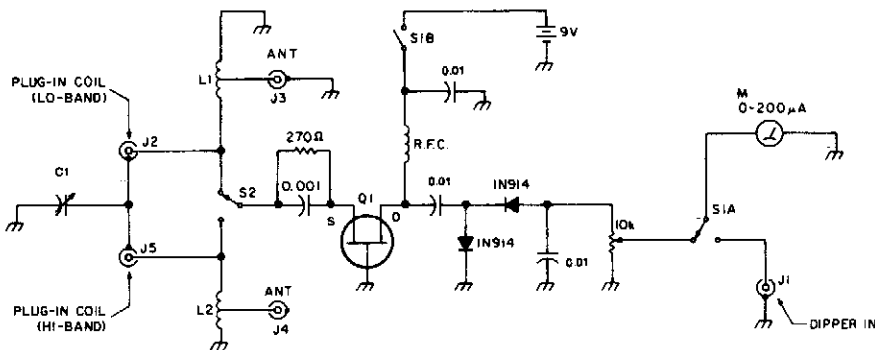 S1B
9V
ANT
PLUG-IN COIL
(LO-BAND)
L1
J3
0.01
M
0-200µA
J2
270Ω
R.F.C.
C1
S2
0.001
Q1
0.01
1N914
S
D
10k
S1A
J5
1N914
0.01
PLUG-IN COIL
(HI-BAND)
L2
ANT
J4
J1
DIPPER IN